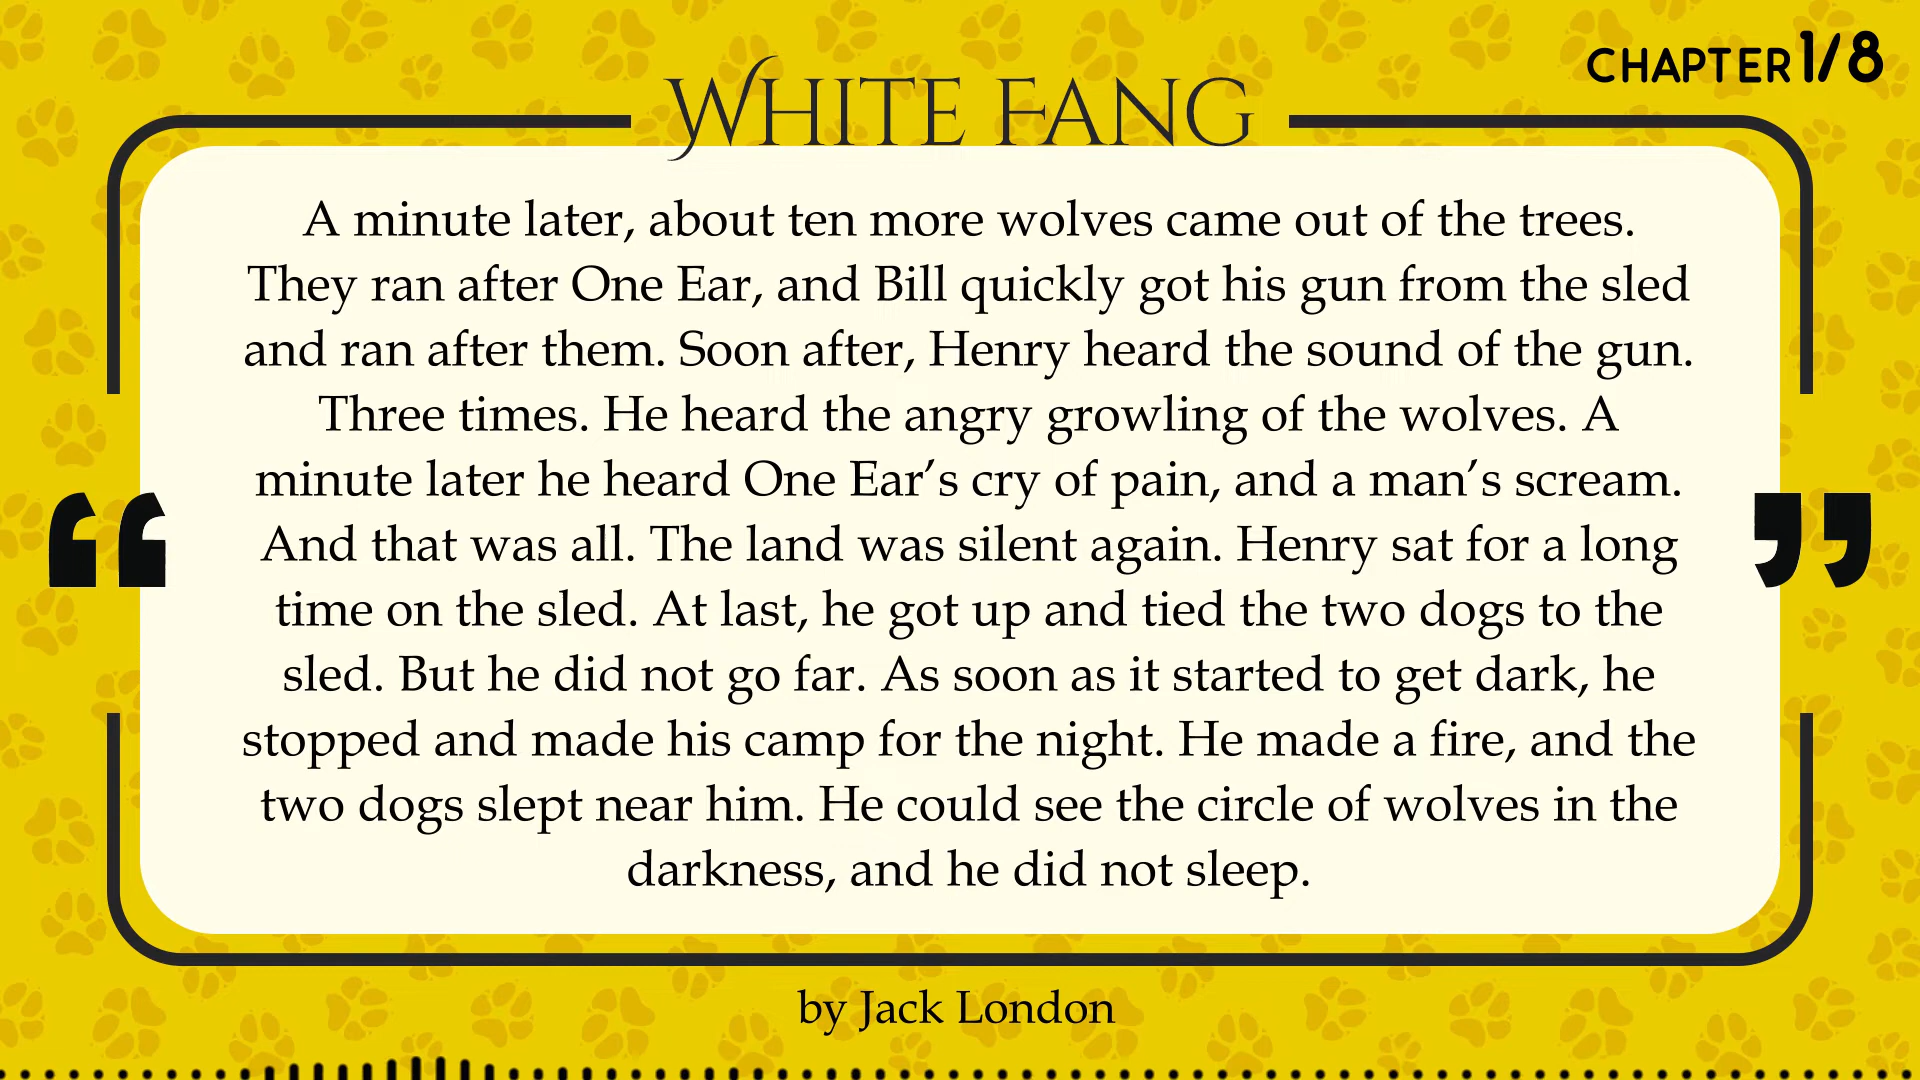 CHAPTER 1/8
WHITE FANG
A minute later, about ten more wolves came out of the trees.
They ran after One Ear, and Bill quickly got his gun from the sled
and ran after them. Soon after, Henry heard the sound of the gun.
Three times. He heard the angry growling of the wolves. A
minute later he heard One Ear’s cry of pain, and a man’s scream.
And that was all. The land was silent again. Henry sat for a long
time on the sled. At last, he got up and tied the two dogs to the
sled. But he did not go far. As soon as it started to get dark, he
stopped and made his camp for the night. He made a fire, and the
two dogs slept near him. He could see the circle of wolves in the
darkness, and he did not sleep.
“ ”
by Jack London